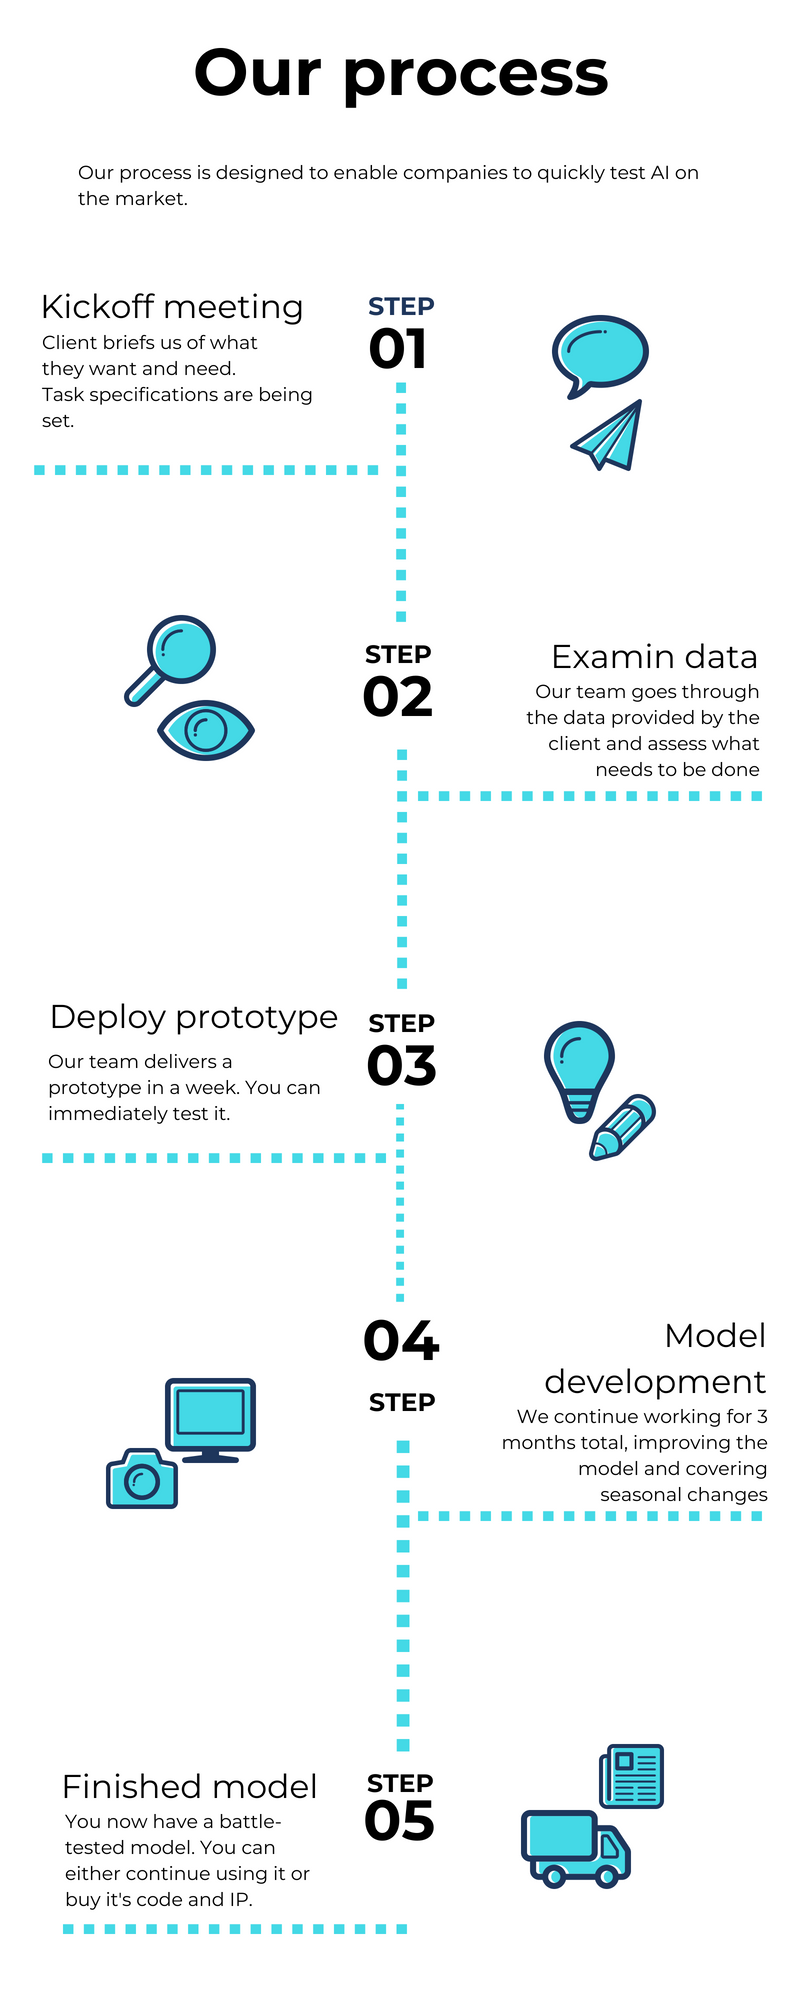 Our process
Our process is designed to enable companies to quickly test AI on
the market.
Kickoff meeting
Client briefs us of what
they want and need.
Task specifications are being
set.
STEP
01
STEP
02
Examin data
Our team goes through
the data provided by the
client and assess what
needs to be done
Deploy prototype
Our team delivers a
prototype in a week. You can
immediately test it.
STEP
03
04
STEP
Model
development
We continue working for 3
months total, improving the
model and covering
seasonal changes
Finished model
You now have a battle-
tested model. You can
either continue using it or
buy it's code and IP.
STEP
05